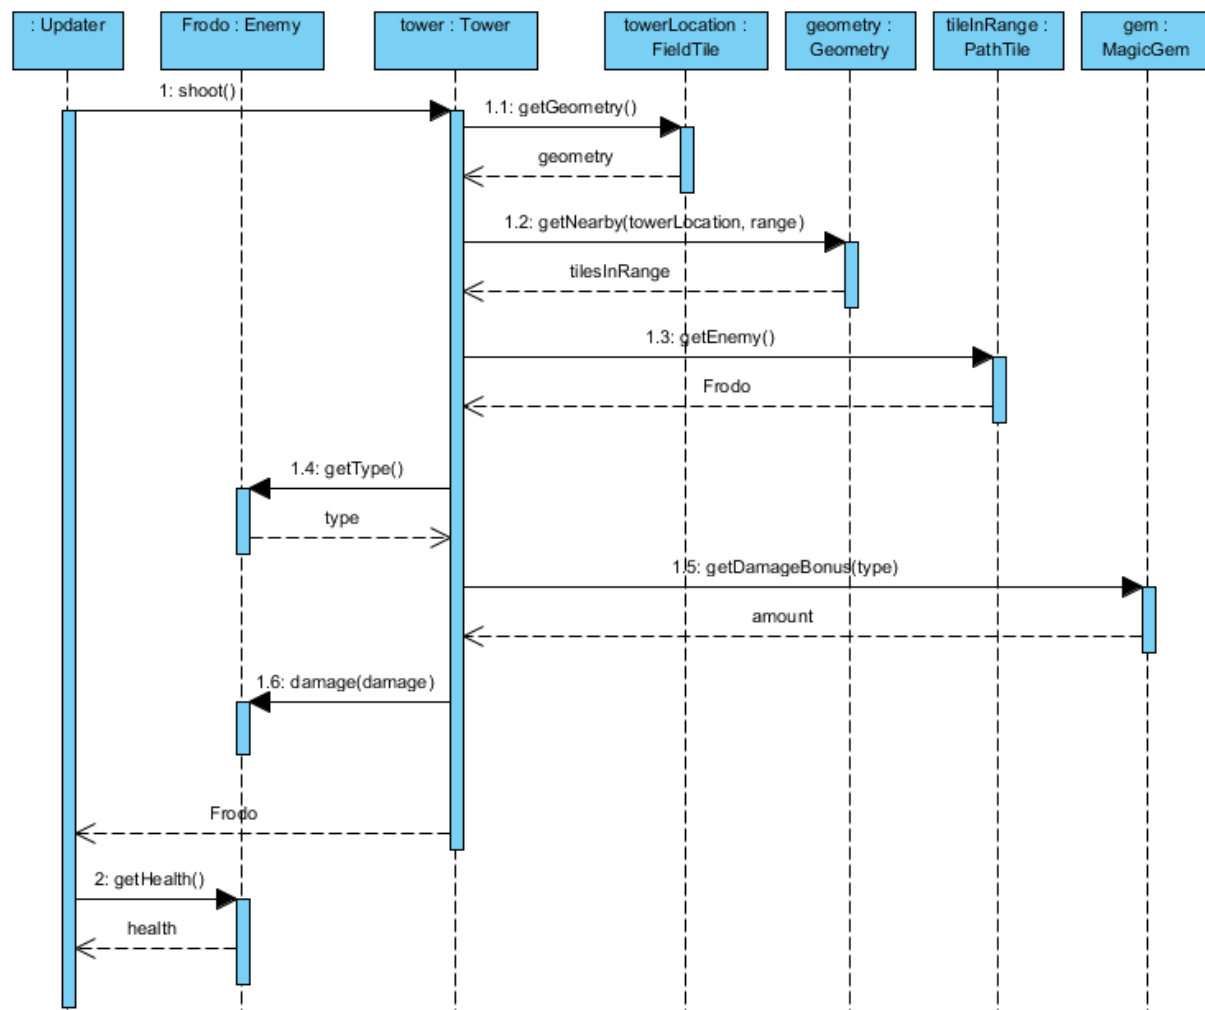 : Updater
Frodo : Enemy
tower : Tower
towerLocation :
FieldTile
geometry :
Geometry
tileInRange :
PathTile
gem :
MagicGem
1: shoot()
1.1: getGeometry()
geometry
1.2: getNearby(towerLocation, range)
tilesInRange
1.3: getEnemy()
Frodo
1.4: getType()
type
1.5: getDamageBonus(type)
amount
1.6: damage(damage)
Frodo
2: getHealth()
health